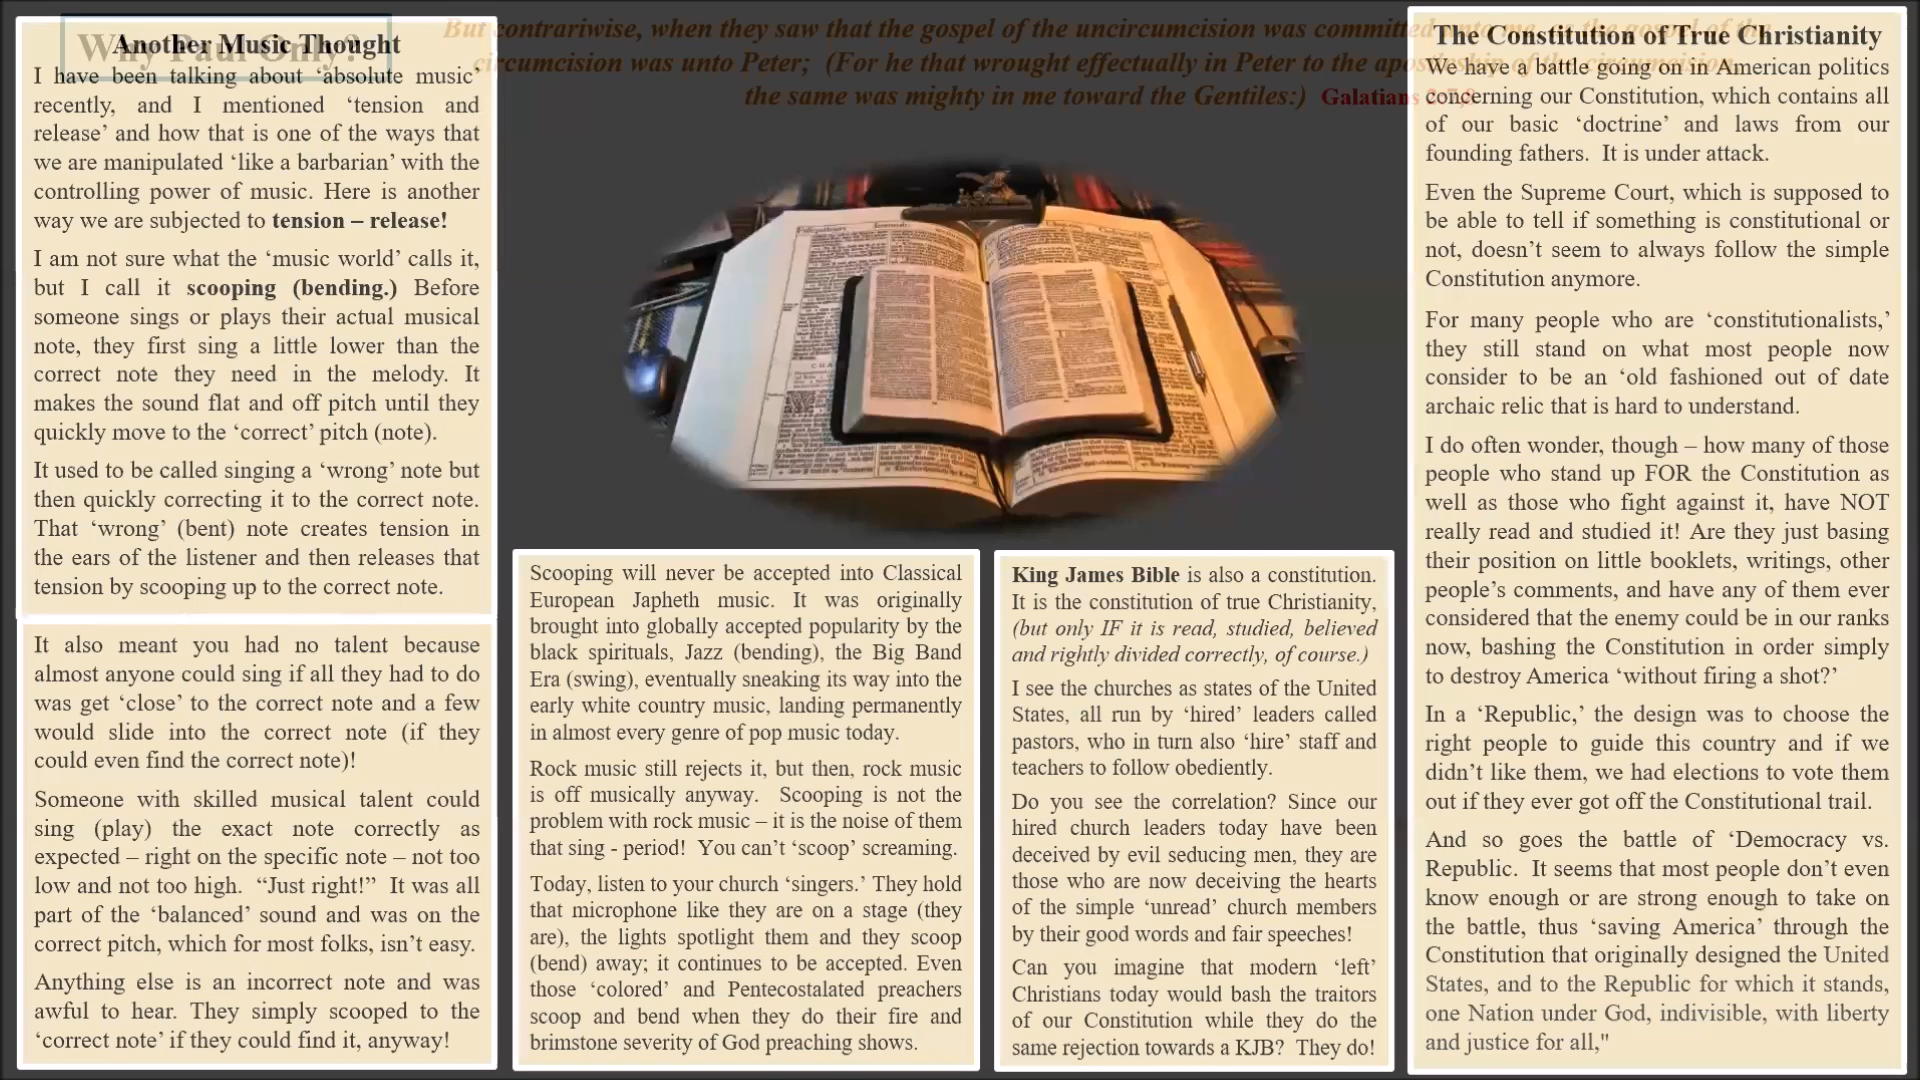 Why Paul Only?
But contrariwise, when they saw that the gospel of the uncircumcision was committed unto me, as the gospel of the
circumcision was unto Peter;  (For he that wrought effectually in Peter to the apostleship of the circumcision,
the same was mighty in me toward the Gentiles:)  Galatians 2:7,8
Another Music Thought
I have been talking about ‘absolute music’
recently, and I mentioned ‘tension and
release’ and how that is one of the ways that
we are manipulated ‘like a barbarian’ with the
controlling power of music. Here is another
way we are subjected to tension – release!
I am not sure what the ‘music world’ calls it,
but I call it scooping (bending.) Before
someone sings or plays their actual musical
note, they first sing a little lower than the
correct note they need in the melody. It
makes the sound flat and off pitch until they
quickly move to the ‘correct’ pitch (note).
It used to be called singing a ‘wrong’ note but
then quickly correcting it to the correct note.
That ‘wrong’ (bent) note creates tension in
the ears of the listener and then releases that
tension by scooping up to the correct note.
It also meant you had no talent because
almost anyone could sing if all they had to do
was get ‘close’ to the correct note and a few
would slide into the correct note (if they
could even find the correct note)!
Someone with skilled musical talent could
sing (play) the exact note correctly as
expected – right on the specific note – not too
low and not too high.  “Just right!”  It was all
part of the ‘balanced’ sound and was on the
correct pitch, which for most folks, isn’t easy.
Anything else is an incorrect note and was
awful to hear. They simply scooped to the
‘correct note’ if they could find it, anyway!
Scooping will never be accepted into Classical
European Japheth music. It was originally
brought into globally accepted popularity by the
black spirituals, Jazz (bending), the Big Band
Era (swing), eventually sneaking its way into the
early white country music, landing permanently
in almost every genre of pop music today.
Rock music still rejects it, but then, rock music
is off musically anyway.  Scooping is not the
problem with rock music – it is the noise of them
that sing - period!  You can’t ‘scoop’ screaming.
Today, listen to your church ‘singers.’ They hold
that microphone like they are on a stage (they
are), the lights spotlight them and they scoop
(bend) away; it continues to be accepted. Even
those ‘colored’ and Pentecostalated preachers
scoop and bend when they do their fire and
brimstone severity of God preaching shows.
King James Bible is also a constitution.
It is the constitution of true Christianity,
(but only IF it is read, studied, believed
and rightly divided correctly, of course.)
I see the churches as states of the United
States, all run by ‘hired’ leaders called
pastors, who in turn also ‘hire’ staff and
teachers to follow obediently.
Do you see the correlation? Since our
hired church leaders today have been
deceived by evil seducing men, they are
those who are now deceiving the hearts
of the simple ‘unread’ church members
by their good words and fair speeches!
Can you imagine that modern ‘left’
Christians today would bash the traitors
of our Constitution while they do the
same rejection towards a KJB?  They do!
The Constitution of True Christianity
We have a battle going on in American politics
concerning our Constitution, which contains all
of our basic ‘doctrine’ and laws from our
founding fathers.  It is under attack.
Even the Supreme Court, which is supposed to
be able to tell if something is constitutional or
not, doesn’t seem to always follow the simple
Constitution anymore.
For many people who are ‘constitutionalists,’
they still stand on what most people now
consider to be an ‘old fashioned out of date
archaic relic that is hard to understand.
I do often wonder, though – how many of those
people who stand up FOR the Constitution as
well as those who fight against it, have NOT
really read and studied it! Are they just basing
their position on little booklets, writings, other
people’s comments, and have any of them ever
considered that the enemy could be in our ranks
now, bashing the Constitution in order simply
to destroy America ‘without firing a shot?’
In a ‘Republic,’ the design was to choose the
right people to guide this country and if we
didn’t like them, we had elections to vote them
out if they ever got off the Constitutional trail.
And so goes the battle of ‘Democracy vs.
Republic.  It seems that most people don’t even
know enough or are strong enough to take on
the battle, thus ‘saving America’ through the
Constitution that originally designed the United
States, and to the Republic for which it stands,
one Nation under God, indivisible, with liberty
and justice for all,"